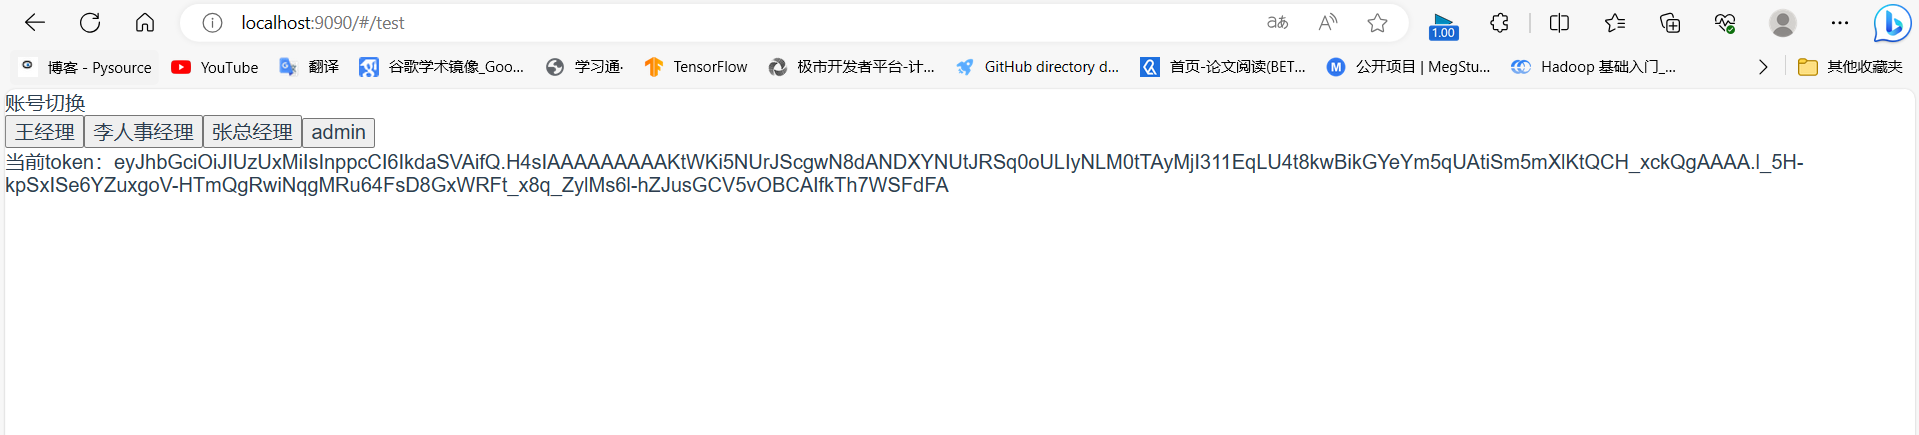 localhost:9090/#/test
1.00
博客 - Pysource YouTube 翻译 谷歌学术镜像_Goo... 学习通· TensorFlow 极市开发者平台-计... GitHub directory d... 首页-论文阅读(BET... 公开项目 | MegStu... Hadoop 基础入门_... 其他收藏夹
账号切换
王经理 李人事经理 张总经理 admin
当前token：eyJhbGciOiJIUzUxMiIsInppcCI6IkdaSVAifQ.H4sIAAAAAAAAAKtWKi5NUrJScgwN8dANDXYNUtJRSq0oULIyNLM0tTAyMjI311EqLU4t8kwBikGYeYm5qUAtiSm5mXlKtQCH_xckQgAAAA.l_5H-
kpSxISe6YZuxgoV-HTmQgRwiNqgMRu64FsD8GxWRFt_x8q_ZylMs6l-hZJusGCV5vOBCAIfkTh7WSFdFA